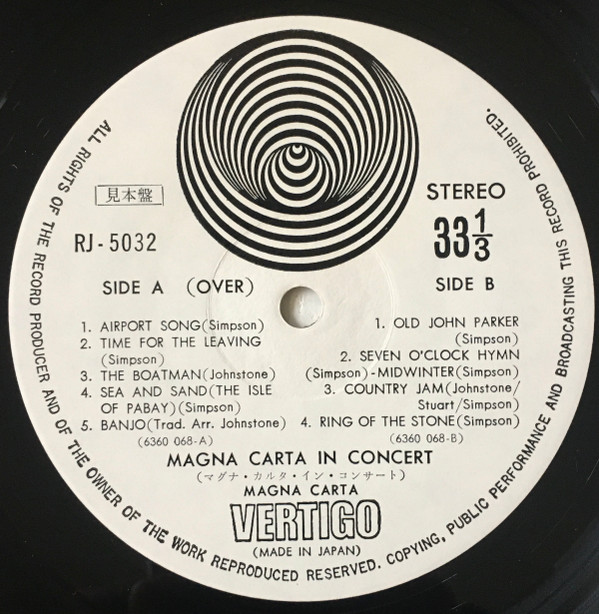 ALL RIGHTS OF THE RECORD PRODUCER AND OF THE OWNER OF THE WORK REPRODUCED RESERVED. COPYING, PUBLIC PERFORMANCE AND BROADCASTING THIS RECORD PROHIBITED.
見本盤
STEREO
RJ-5032
33 1/3
SIDE A (OVER)
SIDE B
1. AIRPORT SONG(Simpson)
2. TIME FOR THE LEAVING
(Simpson)
3. THE BOATMAN(Johnstone)
4. SEA AND SAND(THE ISLE
OF PABAY)(Simpson)
5. BANJO(Trad. Arr. Johnstone)
(6360 068-A)
1. OLD JOHN PARKER
(Simpson)
2. SEVEN O'CLOCK HYMN
(Simpson)-MIDWINTER(Simpson)
3. COUNTRY JAM(Johnstone/
Stuart/Simpson)
4. RING OF THE STONE(Simpson)
(6360 068-B)
MAGNA CARTA IN CONCERT
(マグナ・カルタ・イン・コンサート)
MAGNA CARTA
VERTIGO
(MADE IN JAPAN)